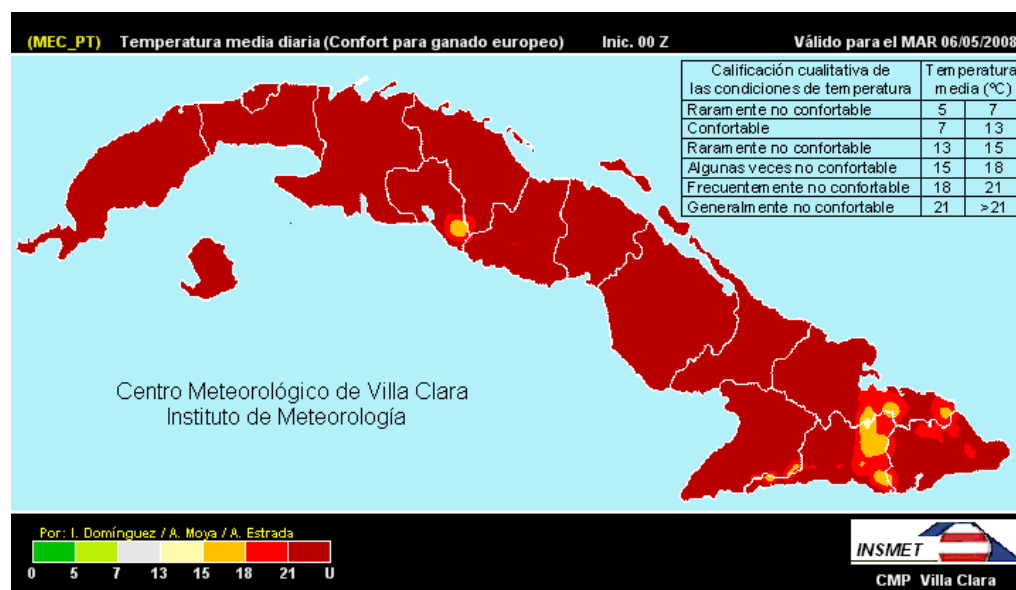 (MEC_PT) Temperatura media diaria (Confort para ganado europeo) Inic. 00 Z Válido para el MAR 06/05/2008
Calificación cualitativa de las condiciones de temperatura Temperatura media (ºC)
Raramente no confortable 5 7
Confortable 7 13
Raramente no confortable 13 15
Algunas veces no confortable 15 18
Frecuentemente no confortable 18 21
Generalmente no confortable 21 >21
Centro Meteorológico de Villa Clara
Instituto de Meteorología
Por: I. Domínguez / A. Moya / A. Estrada
0 5 7 13 15 18 21 U
INSMET
CMP Villa Clara